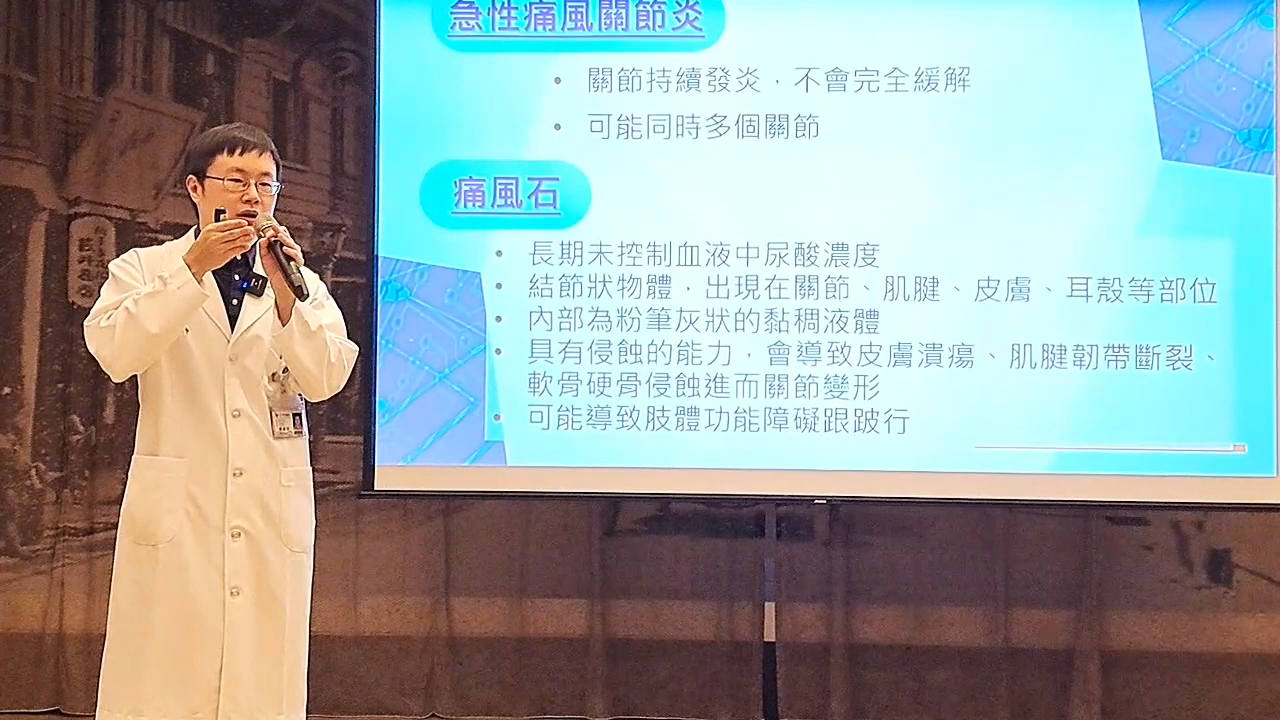 急性痛風關節炎
• 關節持續發炎，不會完全緩解
• 可能同時多個關節
痛風石
• 長期未控制血液中尿酸濃度
• 結節狀物體，出現在關節、肌腱、皮膚、耳殼等部位
• 內部為粉筆灰狀的黏稠液體
• 具有侵蝕的能力，會導致皮膚潰瘍、肌腱韌帶斷裂、
軟骨硬骨侵蝕進而關節變形
• 可能導致肢體功能障礙跟跛行